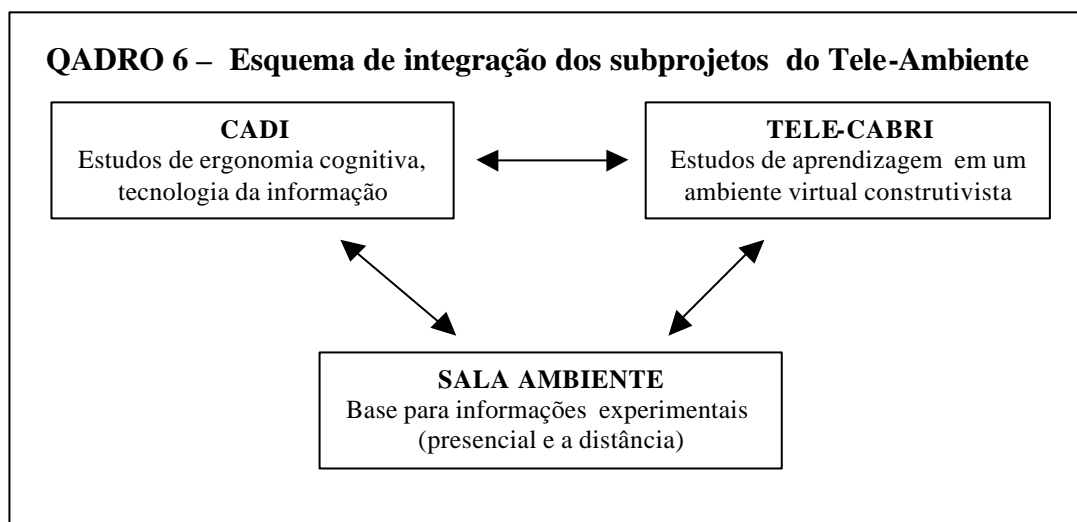 QADRO 6 – Esquema de integração dos subprojetos do Tele-Ambiente
CADI
Estudos de ergonomia cognitiva,
tecnologia da informação
TELE-CABRI
Estudos de aprendizagem em um
ambiente virtual construtivista
SALA AMBIENTE
Base para informações experimentais
(presencial e a distância)